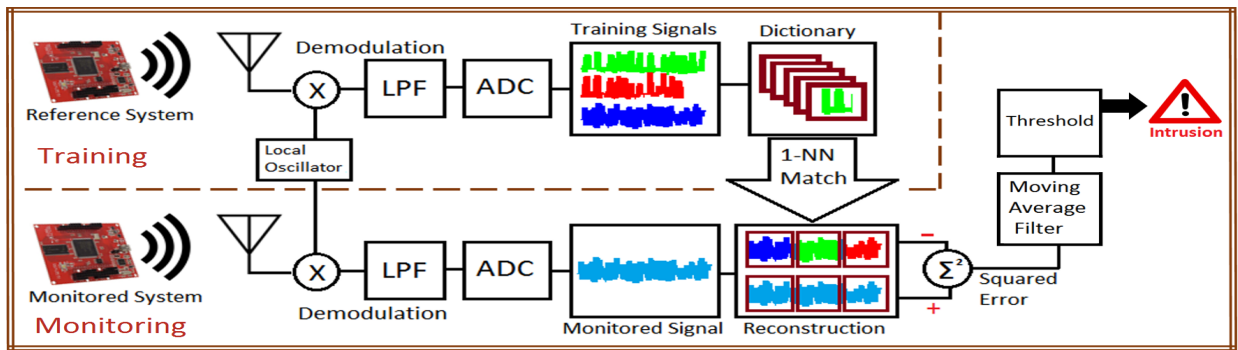 Training Signals
Dictionary
Demodulation
X
LPF
ADC
Reference System
Training
Local
Oscillator
1-NN
Match
Threshold
!
Intrusion
Moving
Average
Filter
X
LPF
ADC
Monitored System
Demodulation
Monitoring
Monitored Signal
Reconstruction
−
Σ²
+
Squared
Error